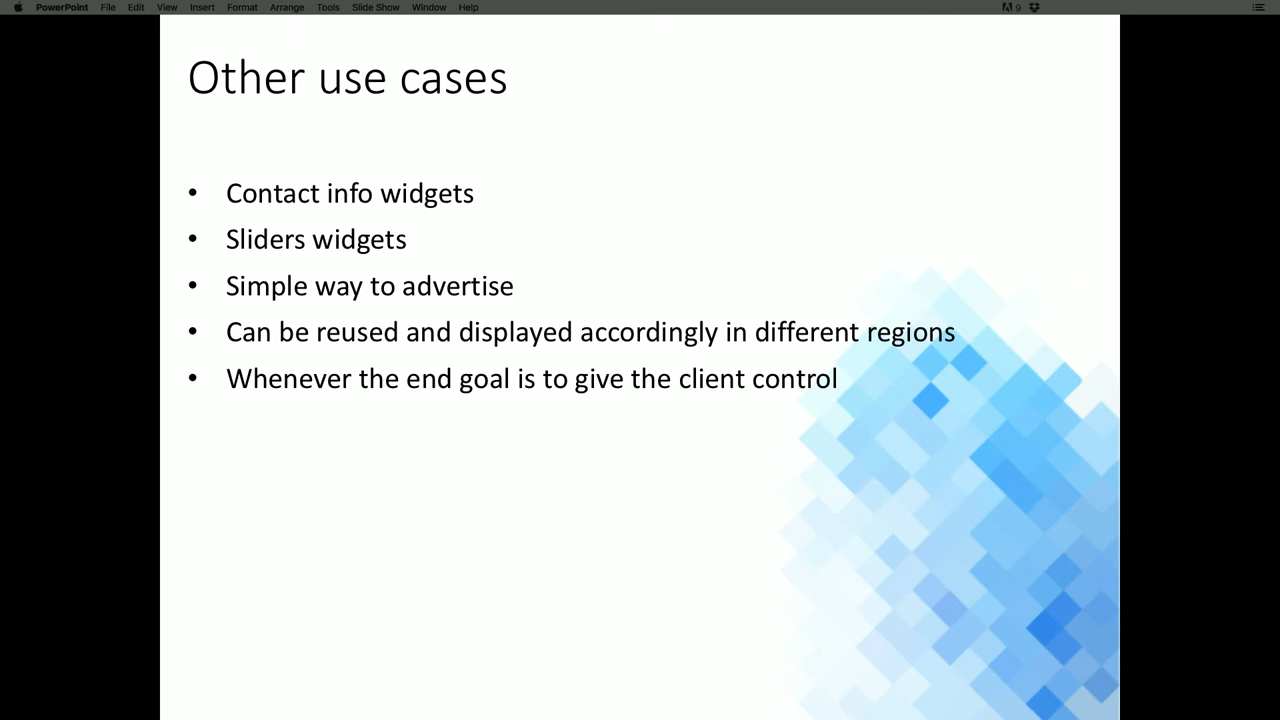 PowerPoint File Edit View Insert Format Arrange Tools Slide Show Window Help 9
Other use cases
• Contact info widgets
• Sliders widgets
• Simple way to advertise
• Can be reused and displayed accordingly in different regions
• Whenever the end goal is to give the client control